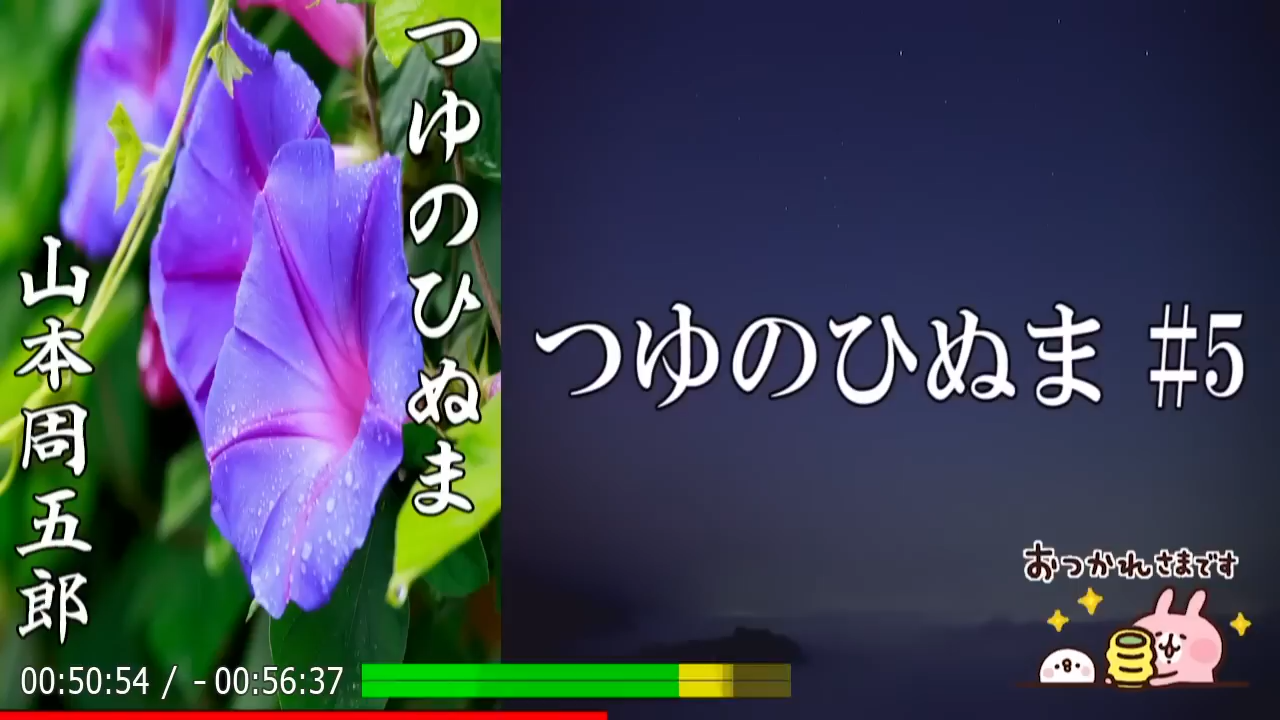 つゆのひぬま
山本周五郎
つゆのひぬま #5
おつかれさまです
00:50:54 / -00:56:37